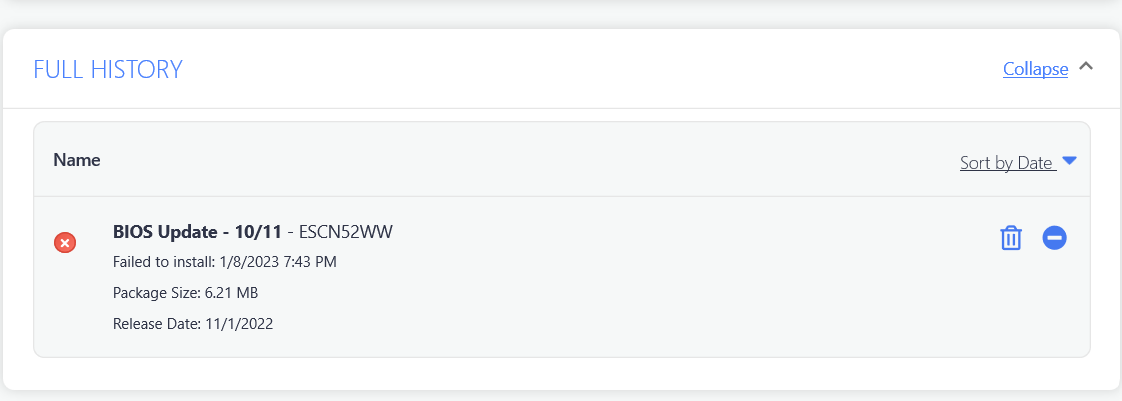 FULL HISTORY
Collapse
Name
Sort by Date
BIOS Update - 10/11 - ESCN52WW
Failed to install: 1/8/2023 7:43 PM
Package Size: 6.21 MB
Release Date: 11/1/2022